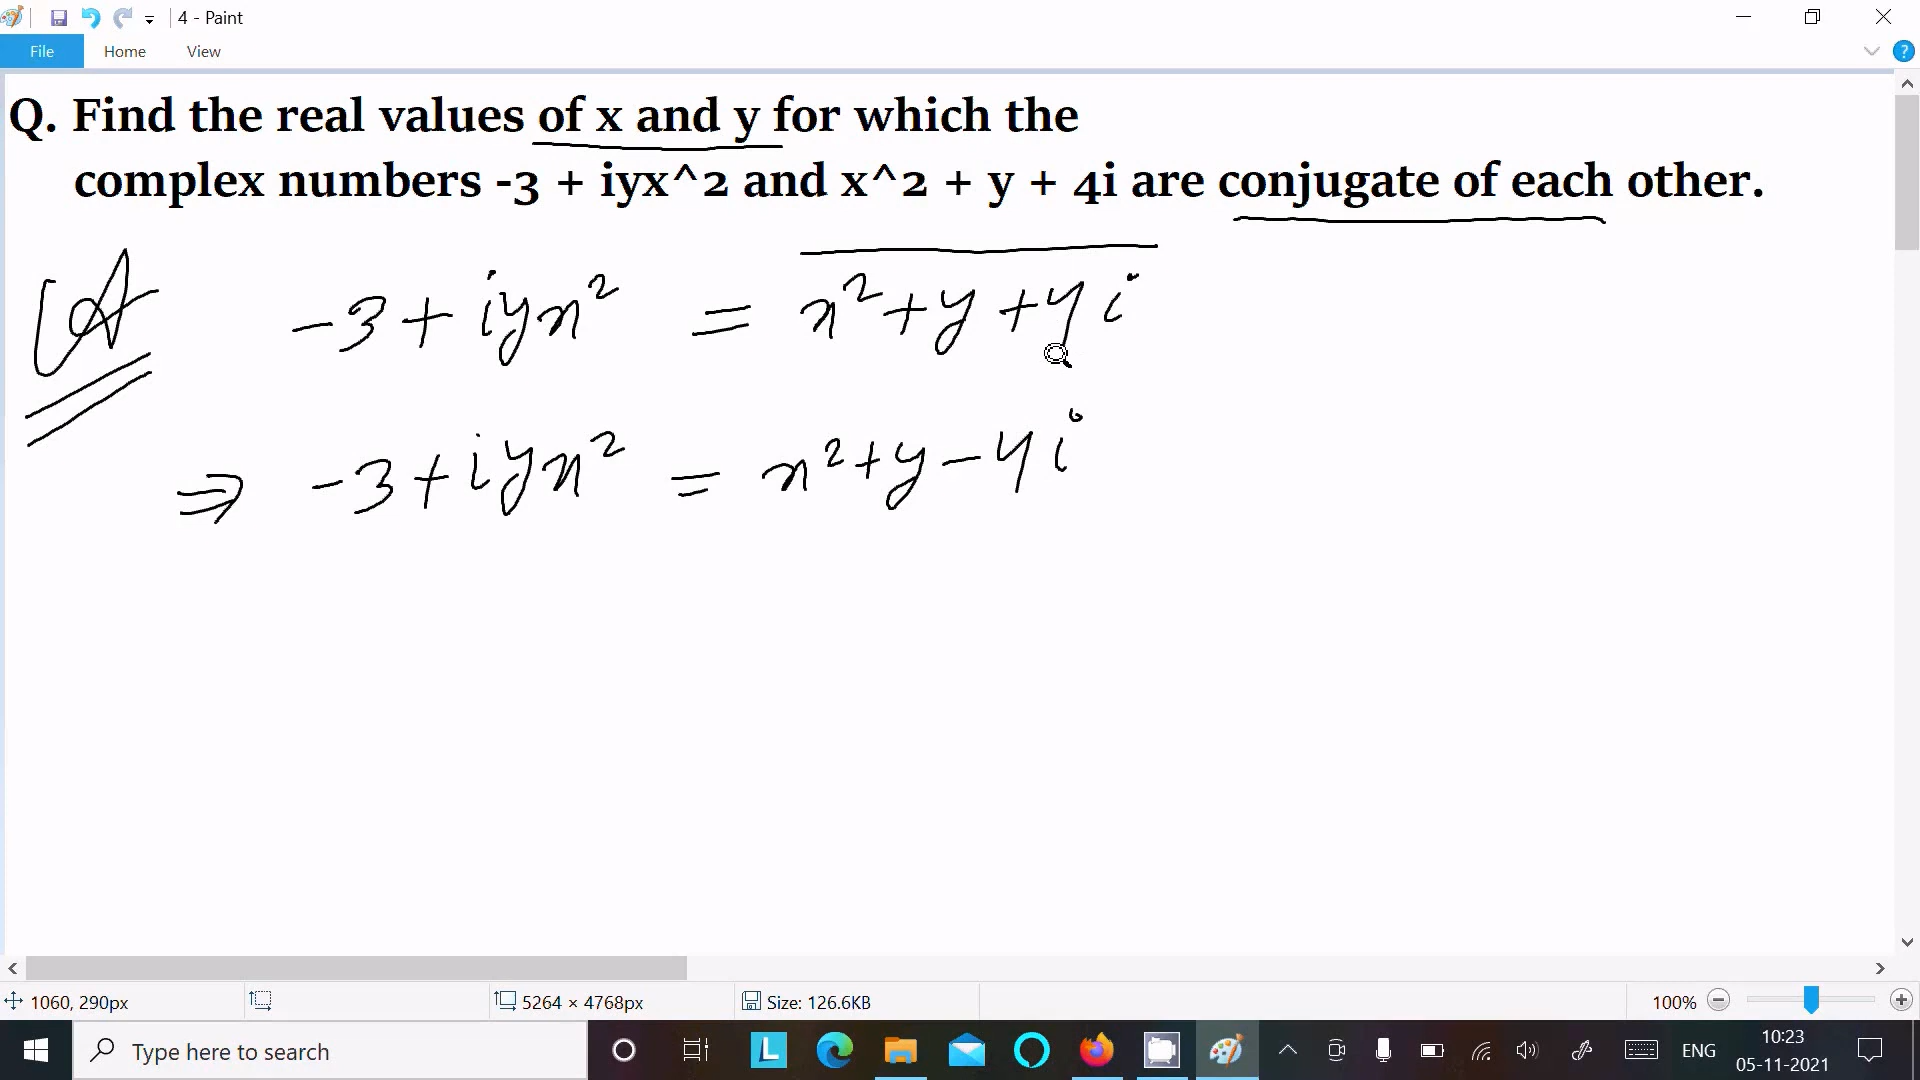 4 - Paint
File Home View
Q. Find the real values of x and y for which the
complex numbers -3 + iyx^2 and x^2 + y + 4i are conjugate of each other.
A -3 + iyx² = x² + y + 4i
⇒ -3 + iyx² = x² + y - 4i
1060, 290px 5264 × 4768px Size: 126.6KB 100%
Type here to search L ENG 10:23
05-11-2021